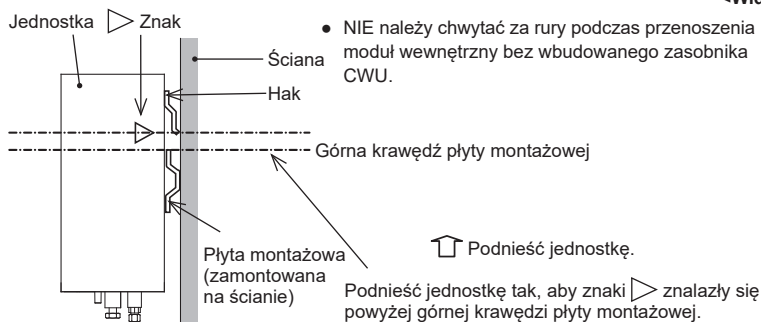 Jednostka ▷ Znak
Ściana
Hak
Górna krawędź płyty montażowej
Płyta montażowa
(zamontowana
na ścianie)
● NIE należy chwytać za rury podczas przenoszenia
moduł wewnętrzny bez wbudowanego zasobnika
CWU.
Podnieść jednostkę.
Podnieść jednostkę tak, aby znaki ▷ znalazły się
powyżej górnej krawędzi płyty montażowej.